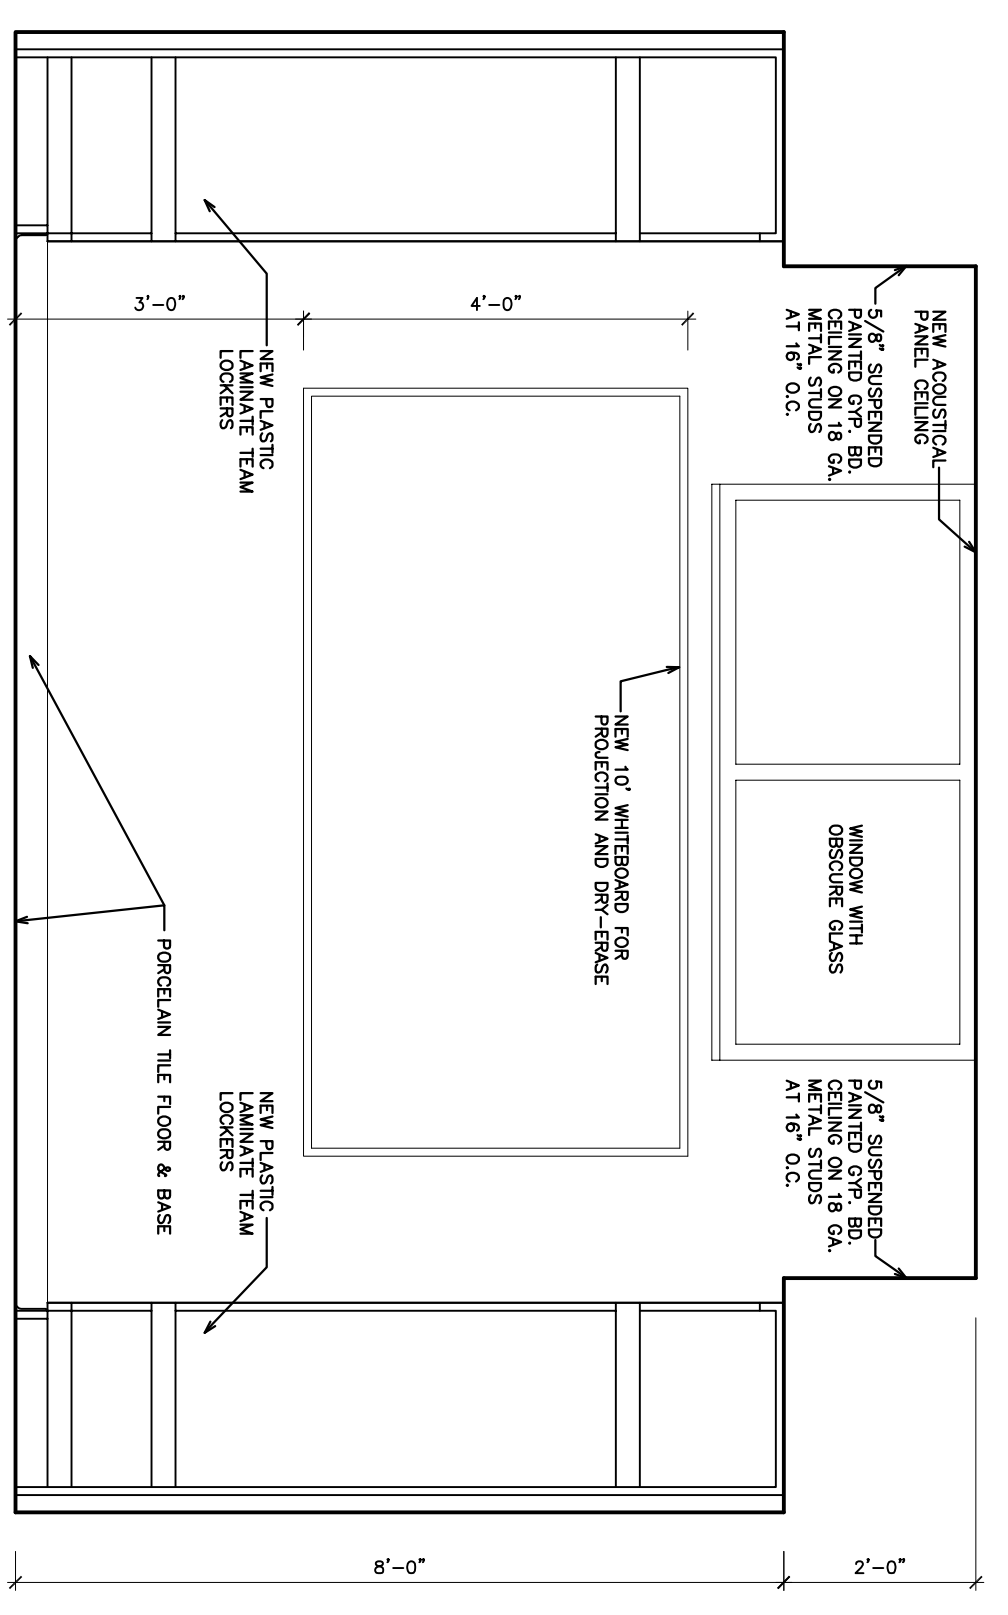 NEW ACOUSTICAL
PANEL CEILING
5/8" SUSPENDED
PAINTED GYP. BD.
CEILING ON 18 GA.
METAL STUDS
AT 16" O.C.
WINDOW WITH
OBSCURE GLASS
5/8" SUSPENDED
PAINTED GYP. BD.
CEILING ON 18 GA.
METAL STUDS
AT 16" O.C.
2'-0"
4'-0"
NEW 10' WHITEBOARD FOR
PROJECTION AND DRY-ERASE
8'-0"
3'-0"
NEW PLASTIC
LAMINATE TEAM
LOCKERS
NEW PLASTIC
LAMINATE TEAM
LOCKERS
PORCELAIN TILE FLOOR & BASE